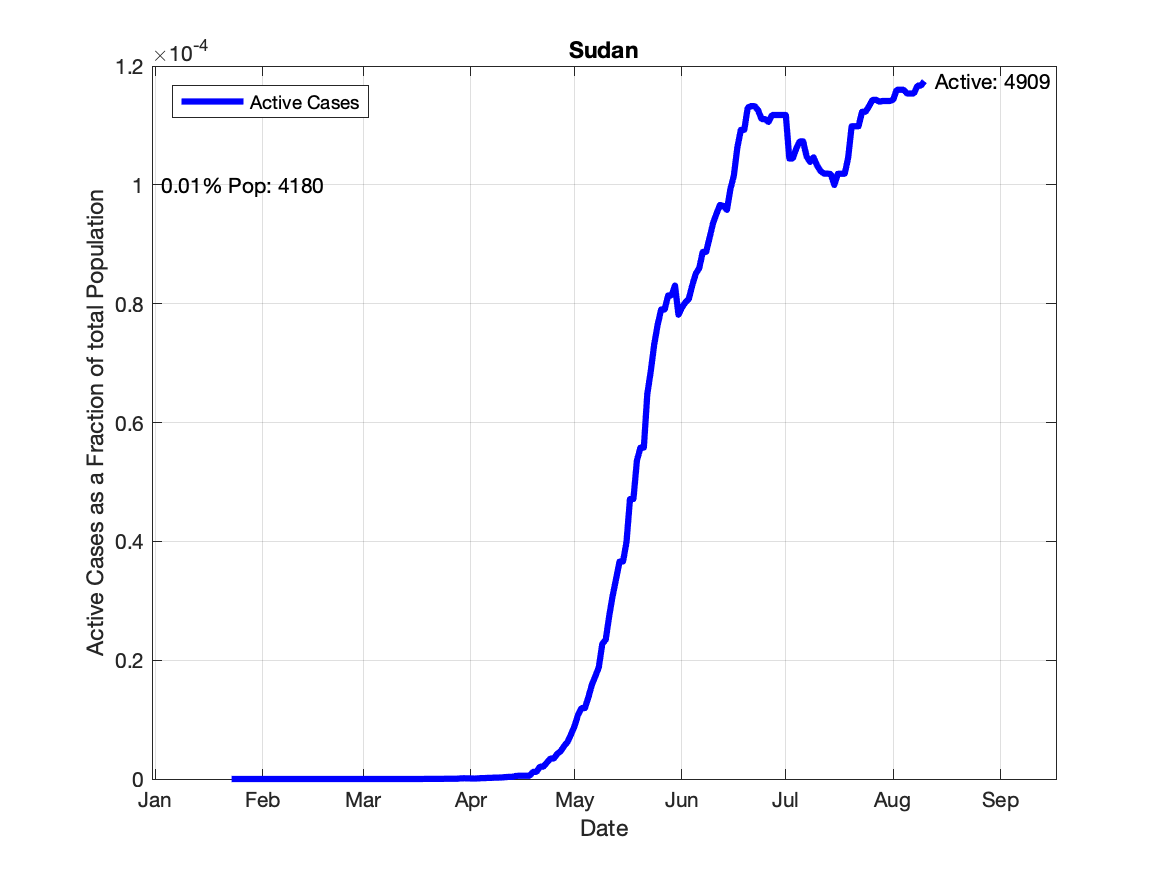 Sudan
×10-4
1.2
1
0.8
0.6
0.4
0.2
0
Active Cases
Active: 4909
0.01% Pop: 4180
Active Cases as a Fraction of total Population
Jan Feb Mar Apr May Jun Jul Aug Sep
Date